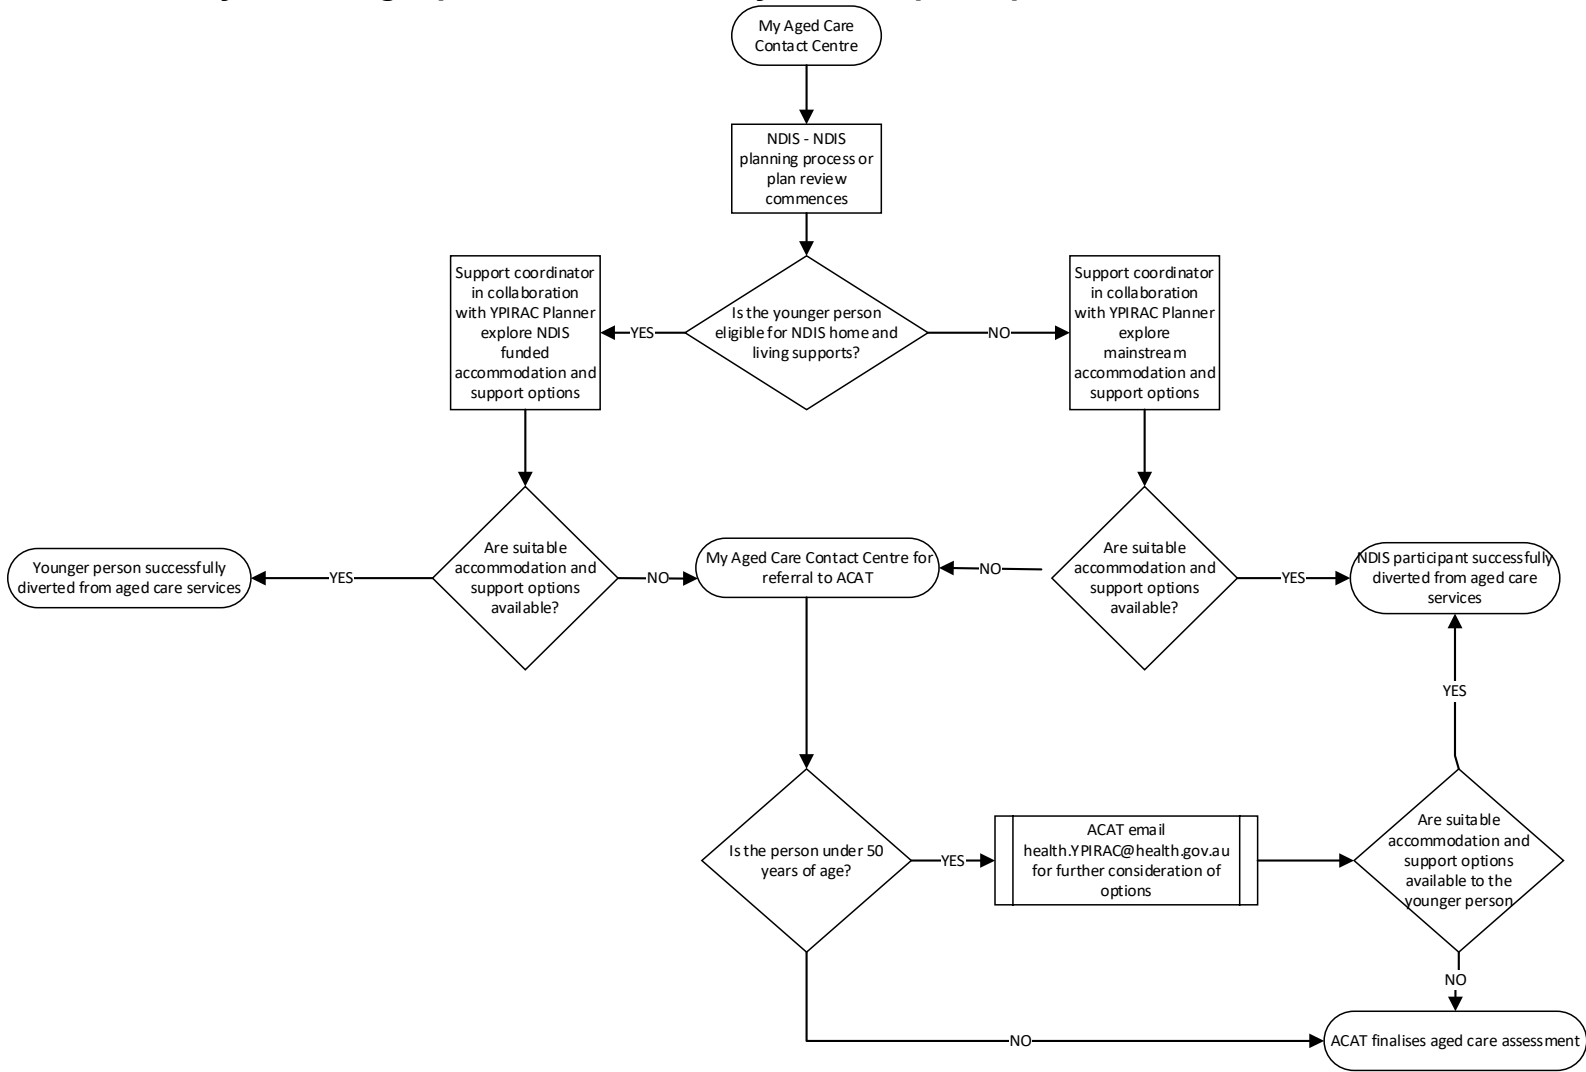 My Aged Care
Contact Centre
NDIS - NDIS
planning process or
plan review
commences
Support coordinator
in collaboration
with YPIRAC Planner
explore NDIS
funded
accommodation and
support options
YES
Is the younger person
eligible for NDIS home and
living supports?
NO
Support coordinator
in collaboration
with YPIRAC Planner
explore
mainstream
accommodation and
support options
Younger person successfully
diverted from aged care services
YES
Are suitable
accommodation and
support options
available?
NO
My Aged Care Contact Centre for
referral to ACAT
NO
Are suitable
accommodation and
support options
available?
YES
NDIS participant successfully
diverted from aged care
services
YES
Is the person under 50
years of age?
YES
ACAT email
health.YPIRAC@health.gov.au
for further consideration of
options
Are suitable
accommodation and
support options
available to the
younger person
NO
NO
ACAT finalises aged care assessment